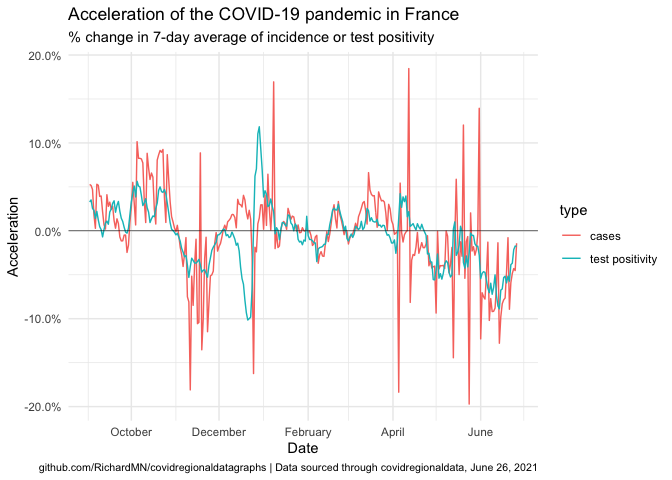 Acceleration of the COVID-19 pandemic in France
% change in 7-day average of incidence or test positivity
20.0%
10.0%
0.0%
-10.0%
-20.0%
Acceleration
October December February April June
Date
type
cases
test positivity
github.com/RichardMN/covidregionaldatagraphs | Data sourced through covidregionaldata, June 26, 2021